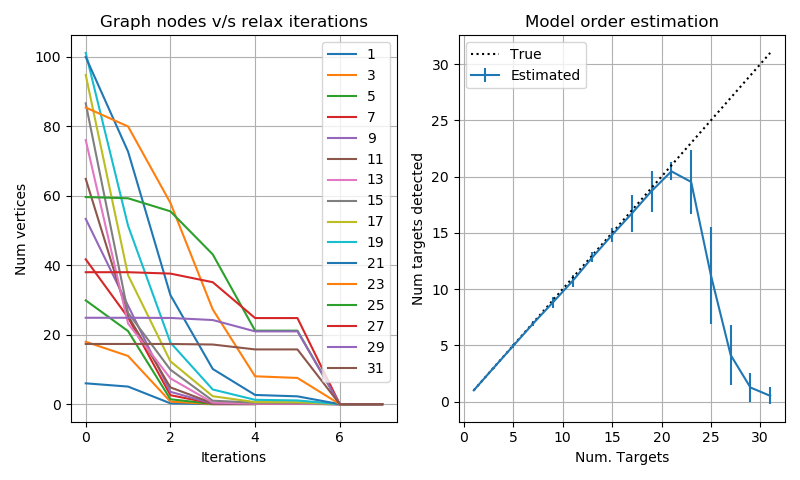 Graph nodes v/s relax iterations
Num vertices
100
80
60
40
20
0
0 2 4 6
Iterations
1
3
5
7
9
11
13
15
17
19
21
23
25
27
29
31
Model order estimation
True
Estimated
Num targets detected
30
25
20
15
10
5
0
0 5 10 15 20 25 30
Num. Targets